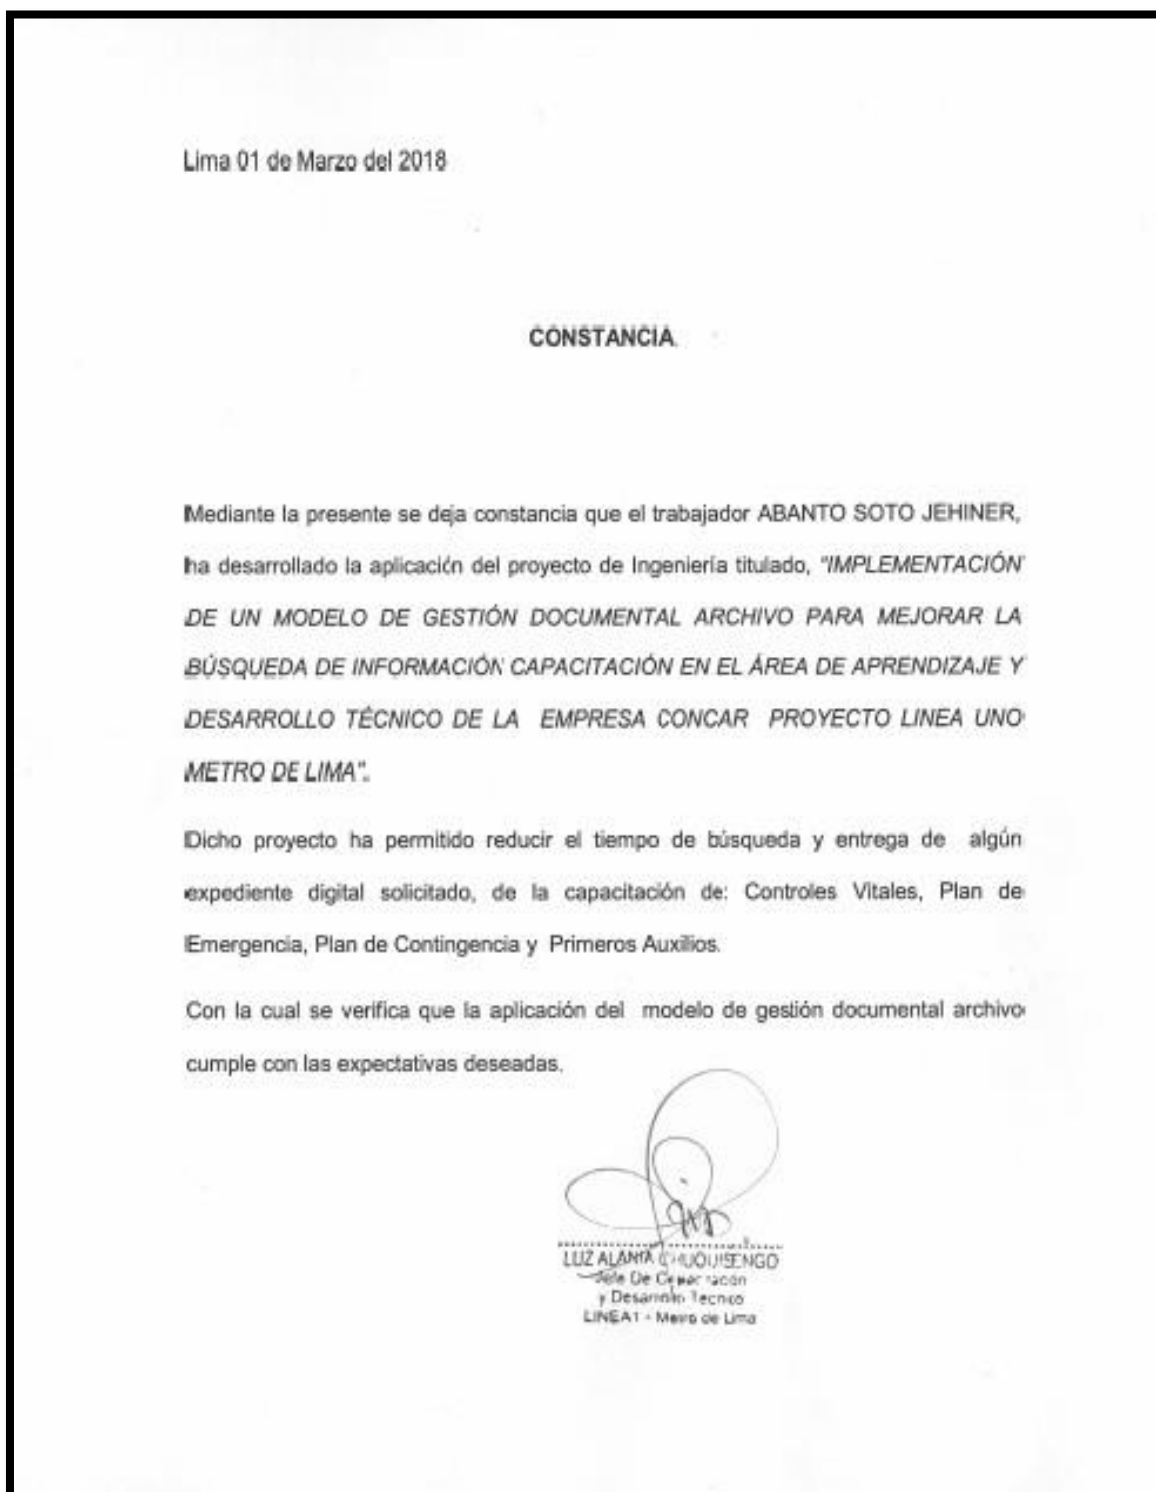 Lima 01 de Marzo del 2018
CONSTANCIA.
Mediante la presente se deja constancia que el trabajador ABANTO SOTO JEHINER,
ha desarrollado la aplicación del proyecto de Ingeniería titulado, "IMPLEMENTACIÓN
DE UN MODELO DE GESTIÓN DOCUMENTAL ARCHIVO PARA MEJORAR LA
BÚSQUEDA DE INFORMACIÓN CAPACITACIÓN EN EL ÁREA DE APRENDIZAJE Y
DESARROLLO TÉCNICO DE LA EMPRESA CONCAR PROYECTO LINEA UNO
METRO DE LIMA".
Dicho proyecto ha permitido reducir el tiempo de búsqueda y entrega de algún
expediente digital solicitado, de la capacitación de: Controles Vitales, Plan de
Emergencia, Plan de Contingencia y Primeros Auxilios.
Con la cual se verifica que la aplicación del modelo de gestión documental archivo
cumple con las expectativas deseadas.
LUZ CHUQUISENGO
Jefe De
y Desarrollo Tecnico
LINEA1 - Metro de Lima